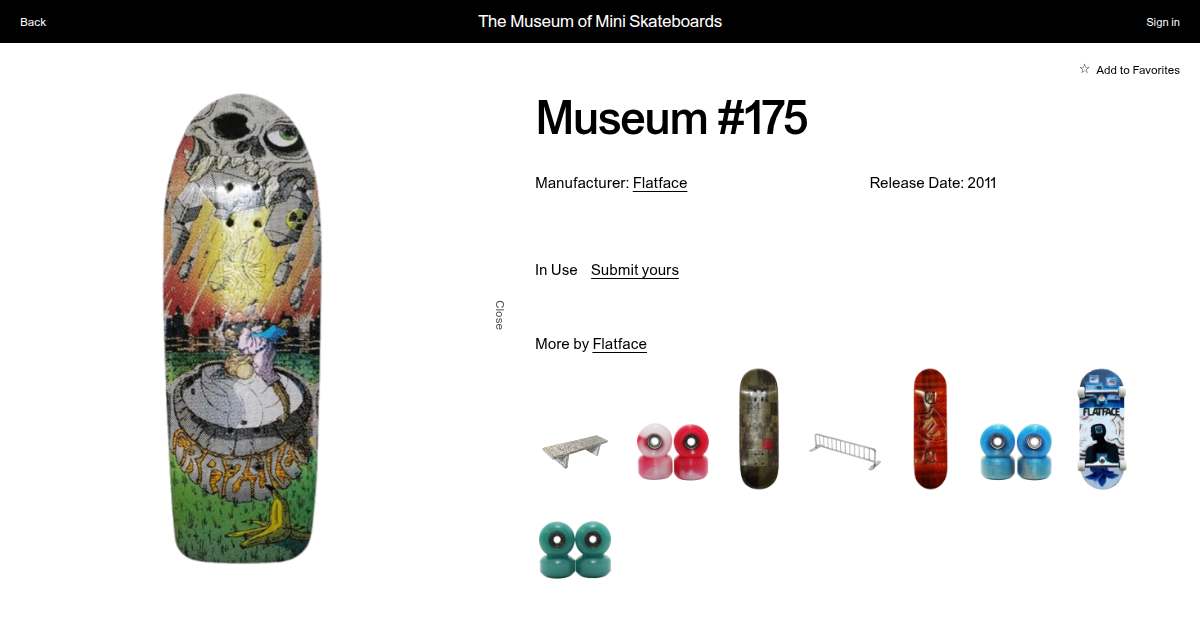 Back
The Museum of Mini Skateboards
Sign in
☆ Add to Favorites
Museum #175
Manufacturer: Flatface
Release Date: 2011
In Use Submit yours
Close
More by Flatface
FLATFACE